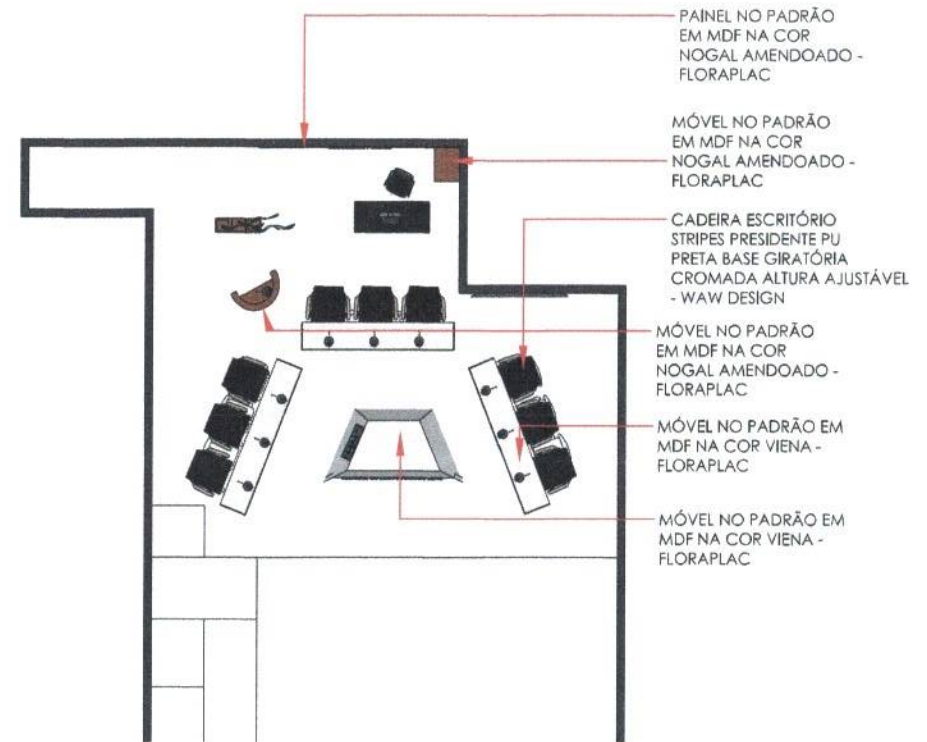 PAINEL NO PADRÃO
EM MDF NA COR
NOGAL AMENDOADO -
FLORAPLAC
MÓVEL NO PADRÃO
EM MDF NA COR
NOGAL AMENDOADO -
FLORAPLAC
CADEIRA ESCRITÓRIO
STRIPES PRESIDENTE PU
PRETA BASE GIRATÓRIA
CROMADA ALTURA AJUSTÁVEL
- WAW DESIGN
MÓVEL NO PADRÃO
EM MDF NA COR
NOGAL AMENDOADO -
FLORAPLAC
MÓVEL NO PADRÃO EM
MDF NA COR VIENA -
FLORAPLAC
MÓVEL NO PADRÃO EM
MDF NA COR VIENA -
FLORAPLAC